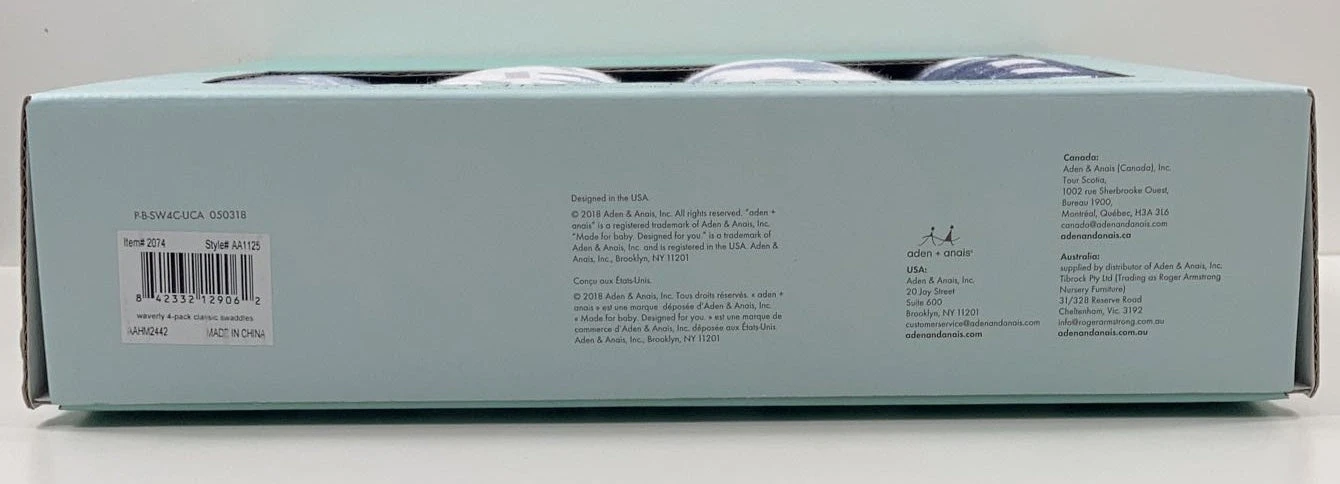 P-B-SW4C-UCA 050318
Item# 2074 Style# AA1125
8 42332 12906 2
waverly 4-pack classic swaddles
AAHM2442 MADE IN CHINA
Designed in the USA.
© 2018 Aden & Anais, Inc. All rights reserved. "aden +
anais" is a registered trademark of Aden & Anais, Inc.
"Made for baby. Designed for you." is a trademark of
Aden & Anais, Inc. and is registered in the USA. Aden &
Anais, Inc., Brooklyn, NY 11201
Conçu aux États-Unis.
© 2018 Aden & Anais, Inc. Tous droits réservés. « aden +
anais » est une marque déposée d'Aden & Anais, Inc.
« Made for baby. Designed for you. » est une marque de
commerce d'Aden & Anais, Inc. déposée aux États-Unis.
Aden & Anais, Inc., Brooklyn, NY 11201
aden + anais®
USA:
Aden & Anais, Inc.
20 Jay Street
Suite 600
Brooklyn, NY 11201
customerservice@adenandanais.com
adenandanais.com
Canada:
Aden & Anais (Canada), Inc.
Tour Scotia,
1002 rue Sherbrooke Ouest,
Bureau 1900,
Montréal, Québec, H3A 3L6
canada@adenandanais.com
adenandanais.ca
Australia:
supplied by distributor of Aden & Anais, Inc.
Tibrock Pty Ltd (Trading as Roger Armstrong
Nursery Furniture)
31/328 Reserve Road
Cheltenham, Vic. 3192
info@rogerarmstrong.com.au
adenandanais.com.au